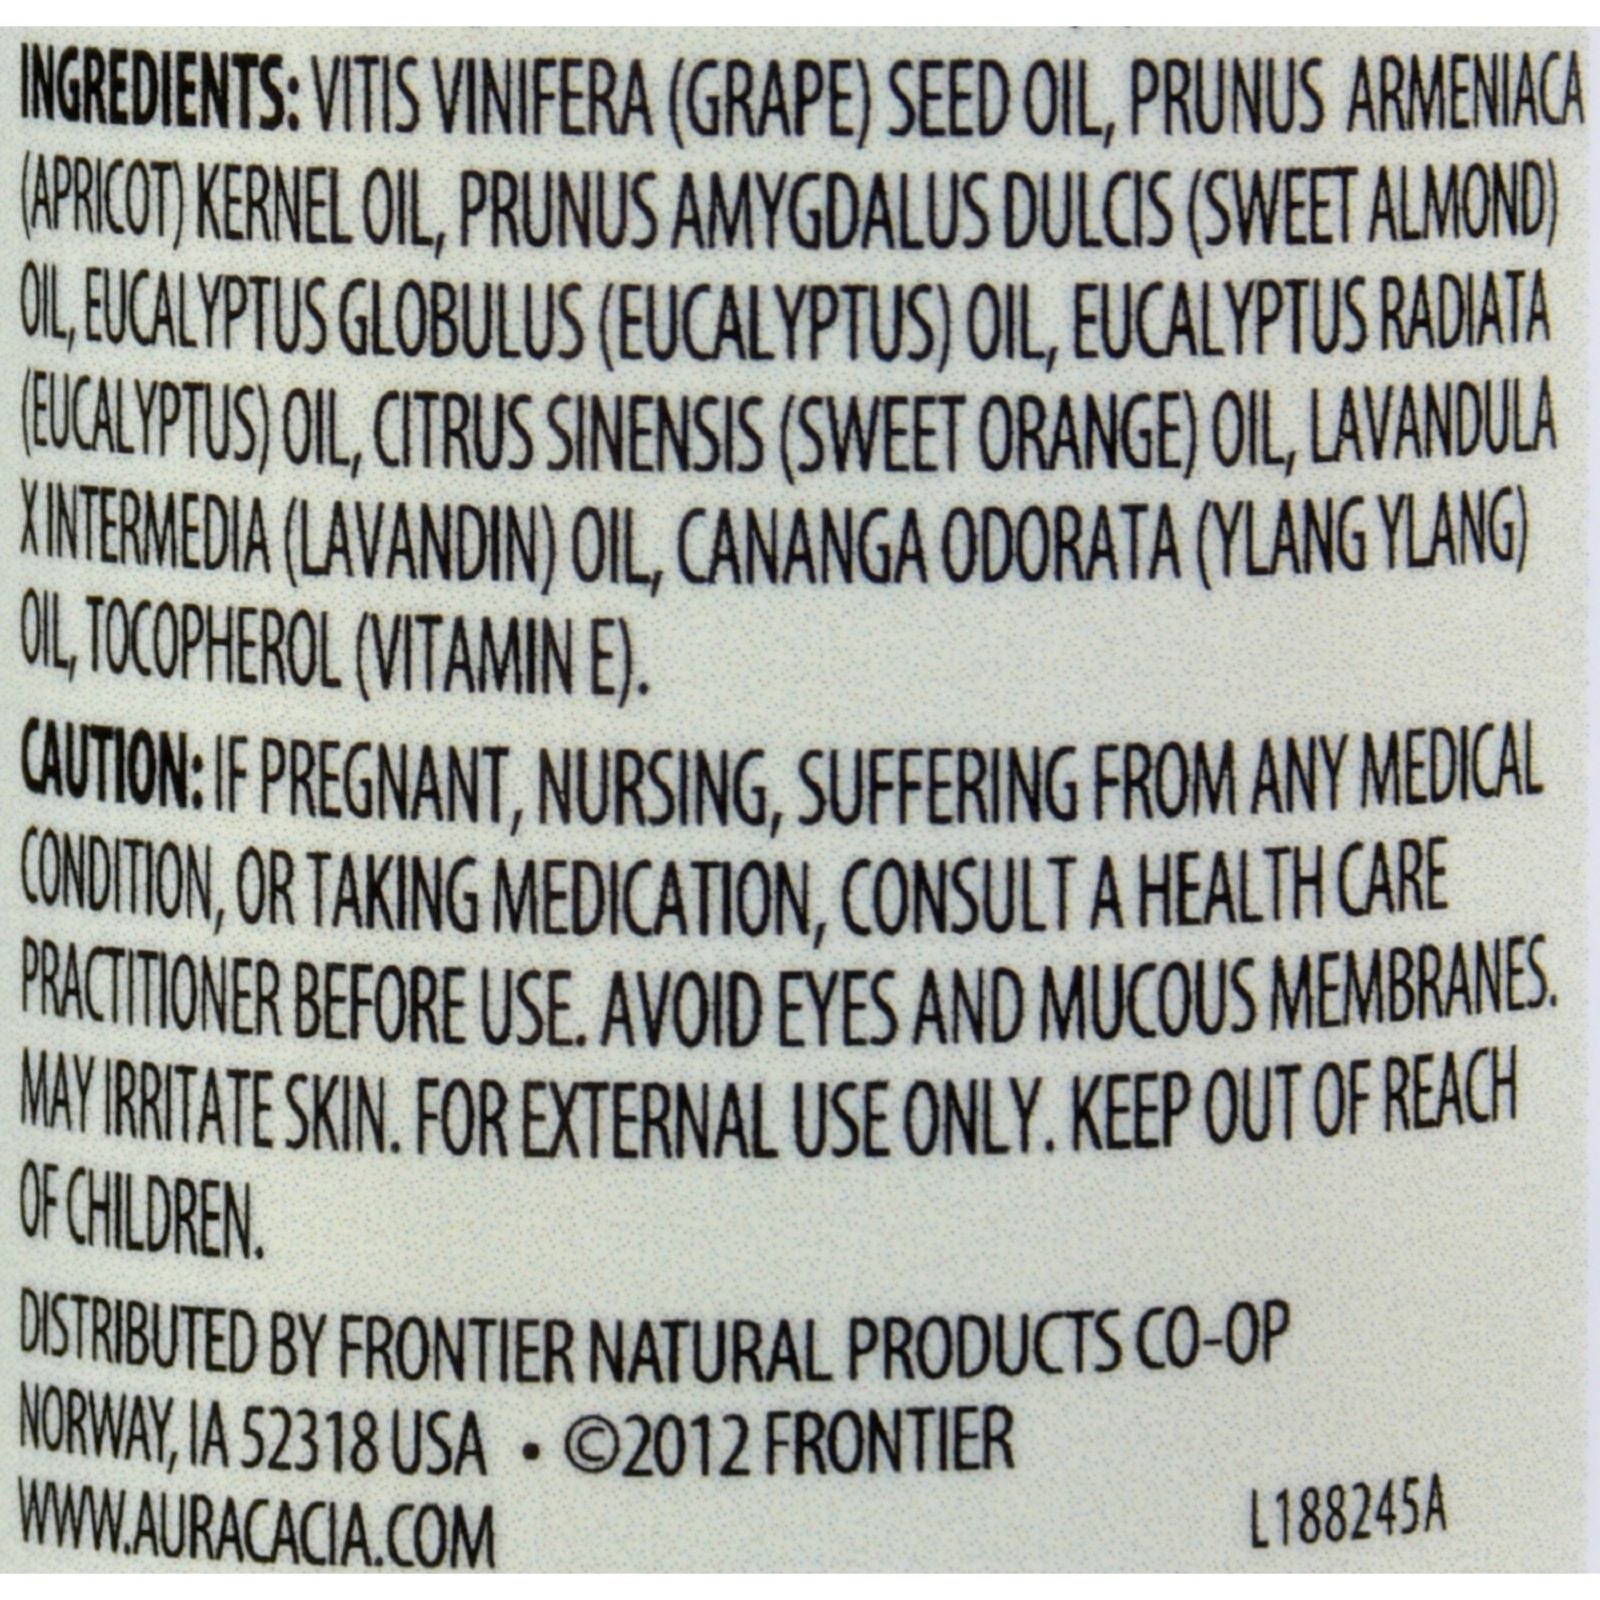 INGREDIENTS: VITIS VINIFERA (GRAPE) SEED OIL, PRUNUS ARMENIACA
(APRICOT) KERNEL OIL, PRUNUS AMYGDALUS DULCIS (SWEET ALMOND)
OIL, EUCALYPTUS GLOBULUS (EUCALYPTUS) OIL, EUCALYPTUS RADIATA
(EUCALYPTUS) OIL, CITRUS SINENSIS (SWEET ORANGE) OIL, LAVANDULA
X INTERMEDIA (LAVANDIN) OIL, CANANGA ODORATA (YLANG YLANG)
OIL, TOCOPHEROL (VITAMIN E).
CAUTION: IF PREGNANT, NURSING, SUFFERING FROM ANY MEDICAL
CONDITION, OR TAKING MEDICATION, CONSULT A HEALTH CARE
PRACTITIONER BEFORE USE. AVOID EYES AND MUCOUS MEMBRANES.
MAY IRRITATE SKIN. FOR EXTERNAL USE ONLY. KEEP OUT OF REACH
OF CHILDREN.
DISTRIBUTED BY FRONTIER NATURAL PRODUCTS CO-OP
NORWAY, IA 52318 USA • ©2012 FRONTIER
WWW.AURACACIA.COM L188245A